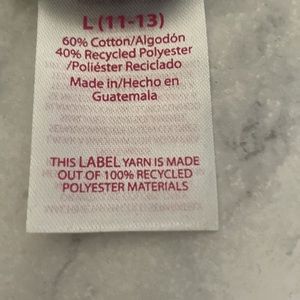 L (11-13)
60% Cotton/Algodón
40% Recycled Polyester
/Poliéster Reciclado
Made in/Hecho en
Guatemala
THIS LABEL YARN IS MADE
OUT OF 100% RECYCLED
POLYESTER MATERIALS